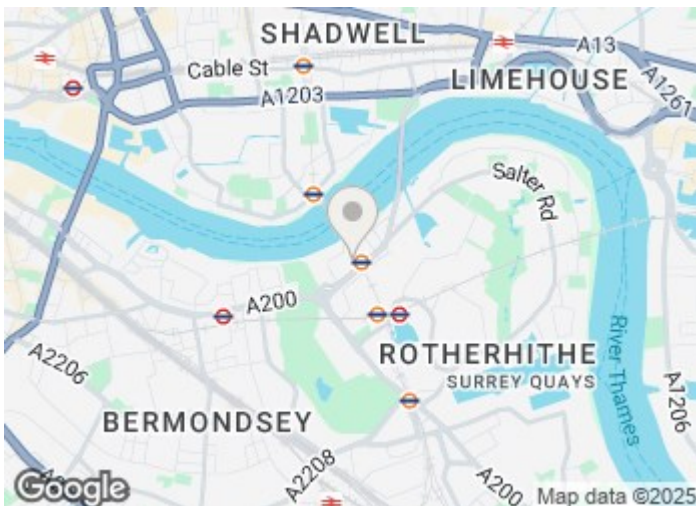 SHADWELL
A13
Cable St
LIMEHOUSE
A1203
A1261
Salter Rd
A200
A2206
ROTHERHITHE
SURREY QUAYS
River Thames
A1206
BERMONDSEY
A2208
A200
Google
Map data ©2025